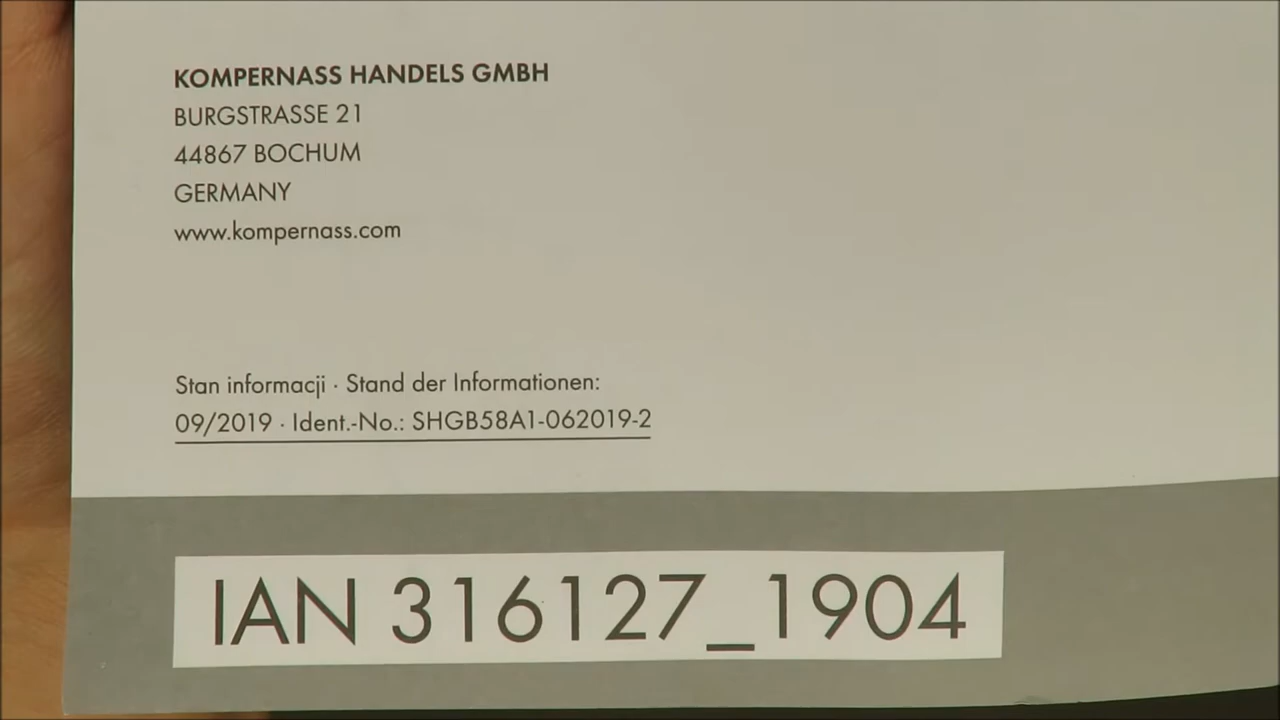 KOMPERNASS HANDELS GMBH
BURGSTRASSE 21
44867 BOCHUM
GERMANY
www.kompernass.com
Stan informacji · Stand der Informationen:
09/2019 · Ident.-No.: SHGB58A1-062019-2
IAN 316127_1904